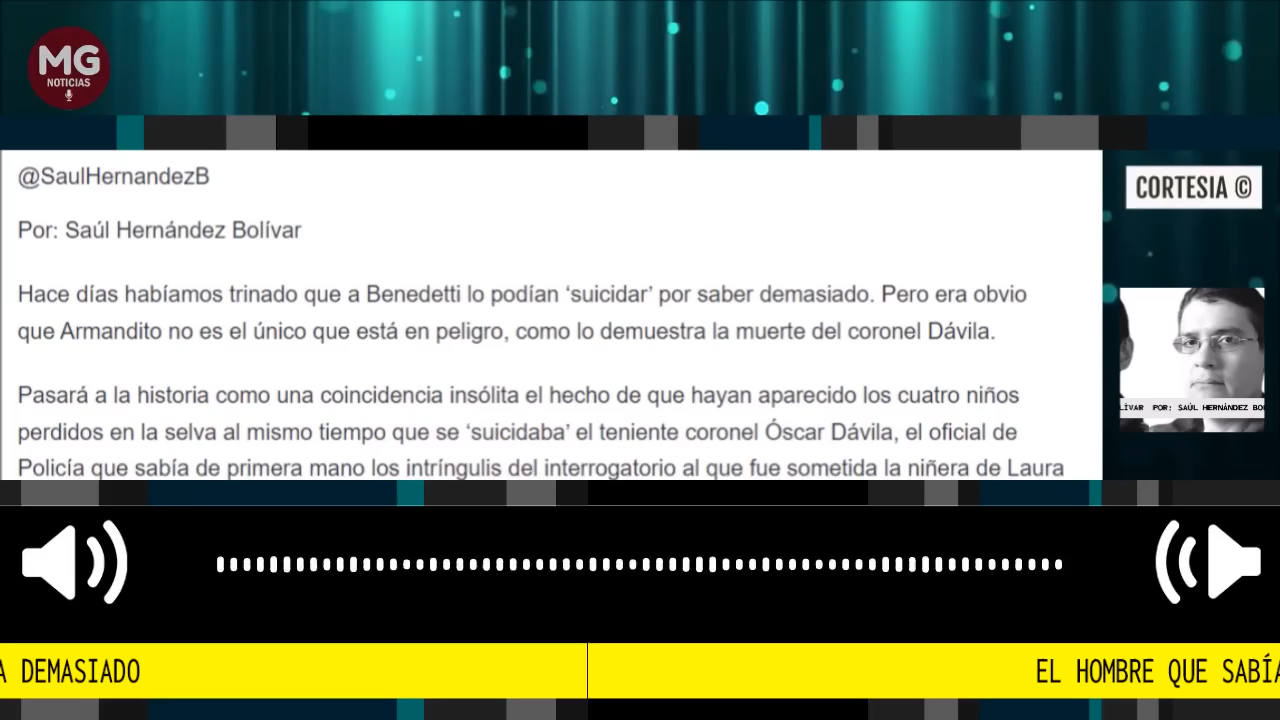 MG
NOTICIAS
@SaulHernandezB
CORTESIA ©
Por: Saúl Hernández Bolívar
Hace días habíamos trinado que a Benedetti lo podían ‘suicidar’ por saber demasiado. Pero era obvio
que Armandito no es el único que está en peligro, como lo demuestra la muerte del coronel Dávila.
Pasará a la historia como una coincidencia insólita el hecho de que hayan aparecido los cuatro niños
perdidos en la selva al mismo tiempo que se ‘suicidaba’ el teniente coronel Óscar Dávila, el oficial de
Policía que sabía de primera mano los intríngulis del interrogatorio al que fue sometida la niñera de Laura
LÍVAR POR: SAÚL HERNÁNDEZ BO
A DEMASIADO
EL HOMBRE QUE SABÍA